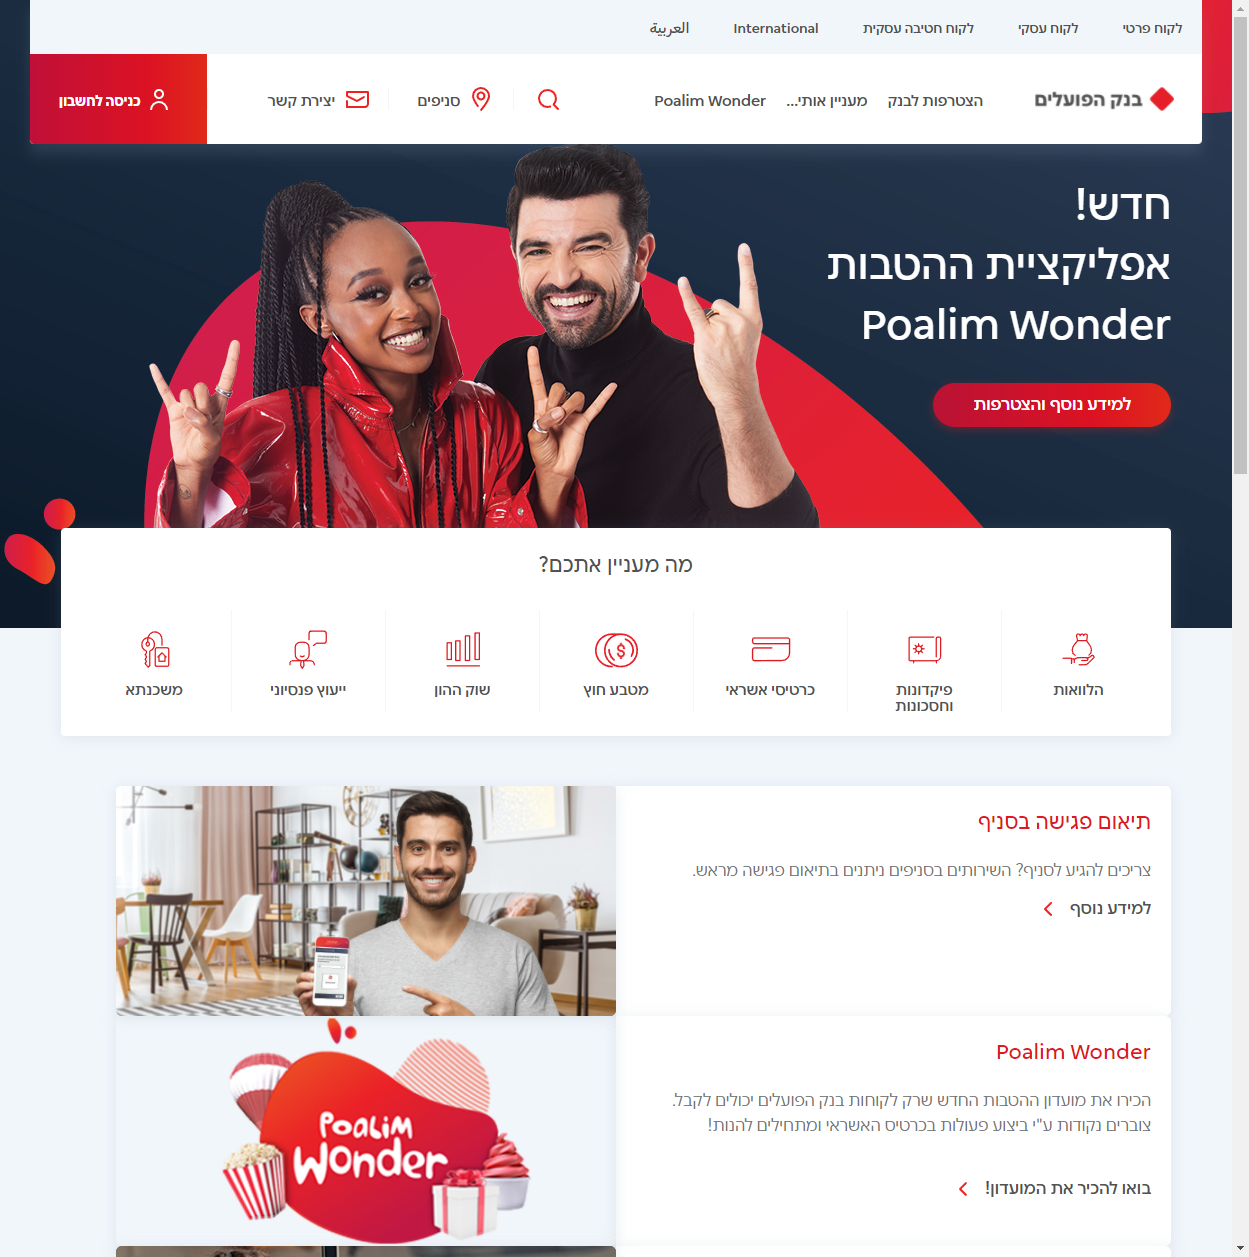 לקוח פרטי
לקוח עסקי
לקוח חטיבה עסקית
International
العربية
בנק הפועלים
הצטרפות לבנק
מעניין אותי...
Poalim Wonder
סניפים
יצירת קשר
כניסה לחשבון
חדש!
אפליקציית ההטבות
Poalim Wonder
למידע נוסף והצטרפות
מה מעניין אתכם?
הלוואות
פיקדונות
וחסכונות
כרטיסי אשראי
מטבע חוץ
שוק ההון
ייעוץ פנסיוני
משכנתא
תיאום פגישה בסניף
צריכים להגיע לסניף? השירותים בסניפים ניתנים בתיאום פגישה מראש.
למידע נוסף
Poalim Wonder
הכירו את מועדון ההטבות החדש שרק לקוחות בנק הפועלים יכולים לקבל.
צוברים נקודות ע"י ביצוע פעולות בכרטיס האשראי ומתחילים להנות!
בואו להכיר את המועדון!
Poalim
Wonder